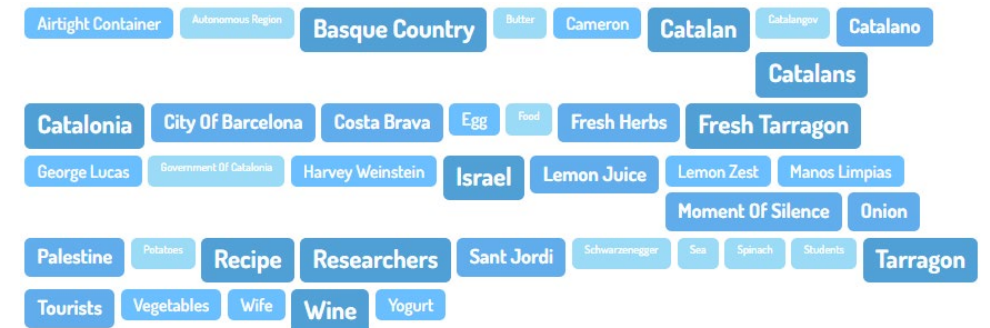 Airtight Container Autonomous Region Basque Country Butter Cameron Catalan Catalangov Catalano
Catalans
Catalonia City Of Barcelona Costa Brava Egg Food Fresh Herbs Fresh Tarragon
George Lucas Government Of Catalonia Harvey Weinstein Israel Lemon Juice Lemon Zest Manos Limpias
Moment Of Silence Onion
Palestine Potatoes Recipe Researchers Sant Jordi Schwarzenegger Sea Spinach Students Tarragon
Tourists Vegetables Wife Wine Yogurt